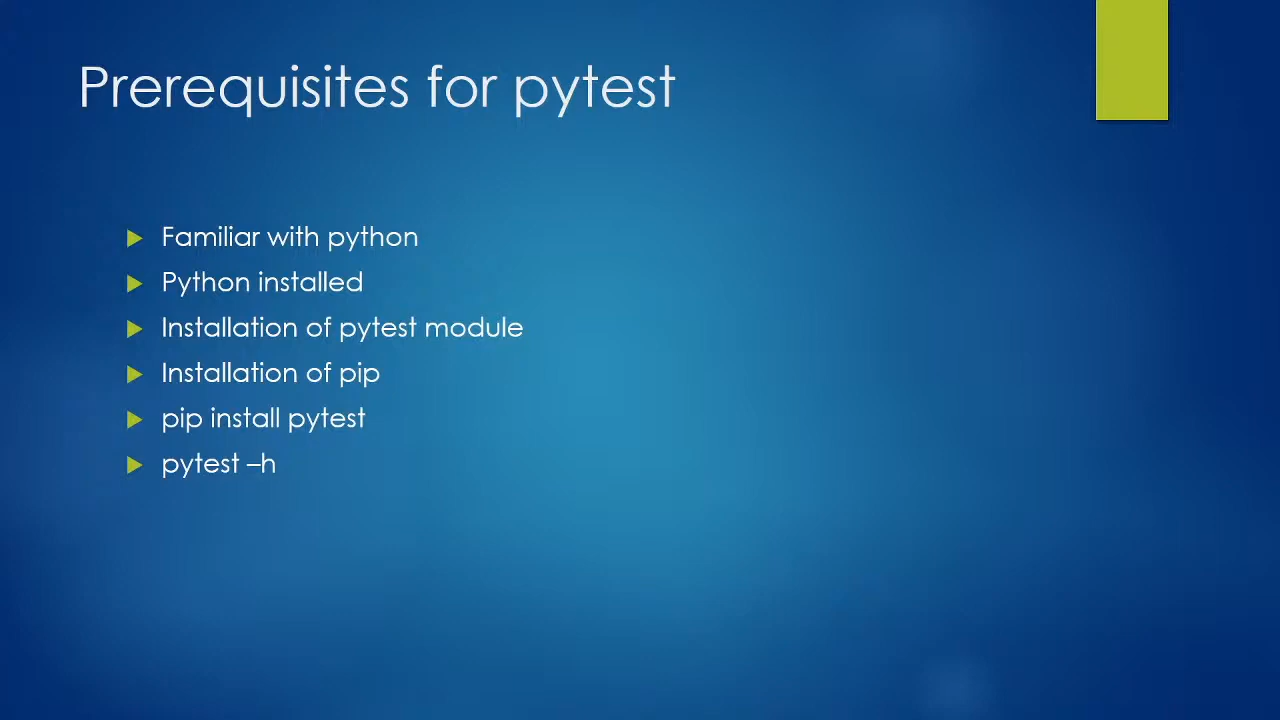 Prerequisites for pytest
Familiar with python
Python installed
Installation of pytest module
Installation of pip
pip install pytest
pytest –h